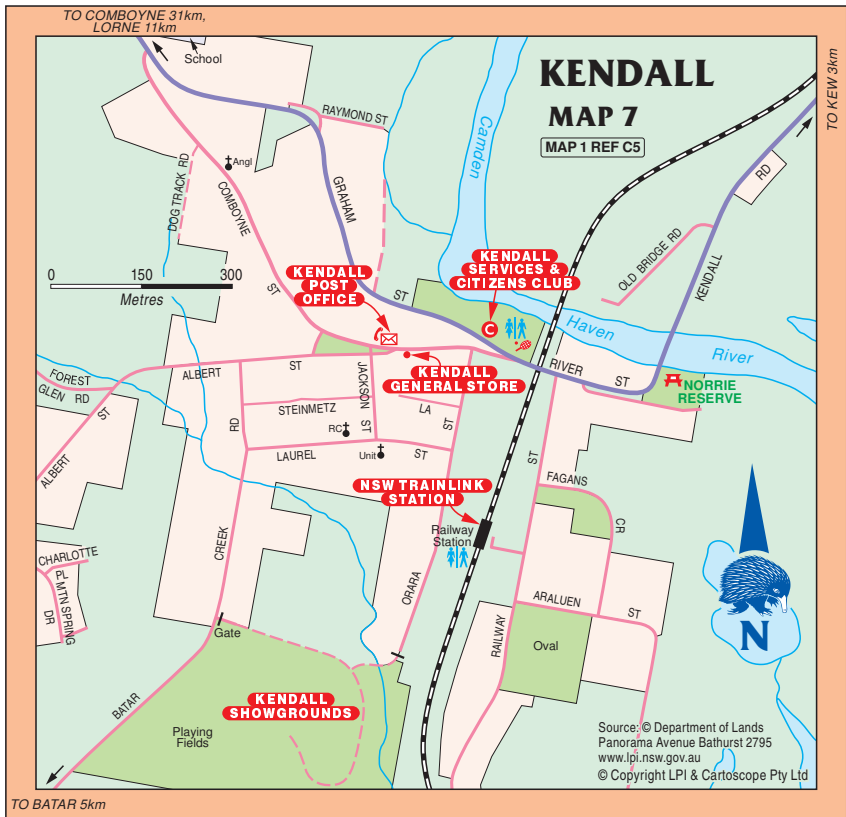 TO COMBOYNE 31km,
LORNE 11km
School
KENDALL
MAP 7
MAP 1 REF C5
TO KEW 3km
RAYMOND ST
Camden
Angl
DOG TRACK RD
COMBOYNE
ST
GRAHAM
ST
RD
KENDALL
OLD BRIDGE RD
0 150 300
Metres
KENDALL
POST
OFFICE
KENDALL
SERVICES &
CITIZENS CLUB
C
Haven
River
RIVER
ST
KENDALL
GENERAL STORE
NORRIE
RESERVE
FOREST
GLEN RD
ALBERT
ST
ALBERT
ST
STEINMETZ
JACKSON ST
LA
RC
RD
CREEK
LAUREL
ST
Unit
ST
ORARA
NSW TRAINLINK
STATION
Railway
Station
ST
RAILWAY
FAGANS
CR
ARALUEN
ST
Oval
CHARLOTTE
PL
MTN SPRING
DR
Gate
BATAR
KENDALL
SHOWGROUNDS
Playing
Fields
N
Source: © Department of Lands
Panorama Avenue Bathurst 2795
www.lpi.nsw.gov.au
© Copyright LPI & Cartoscope Pty Ltd
TO BATAR 5km